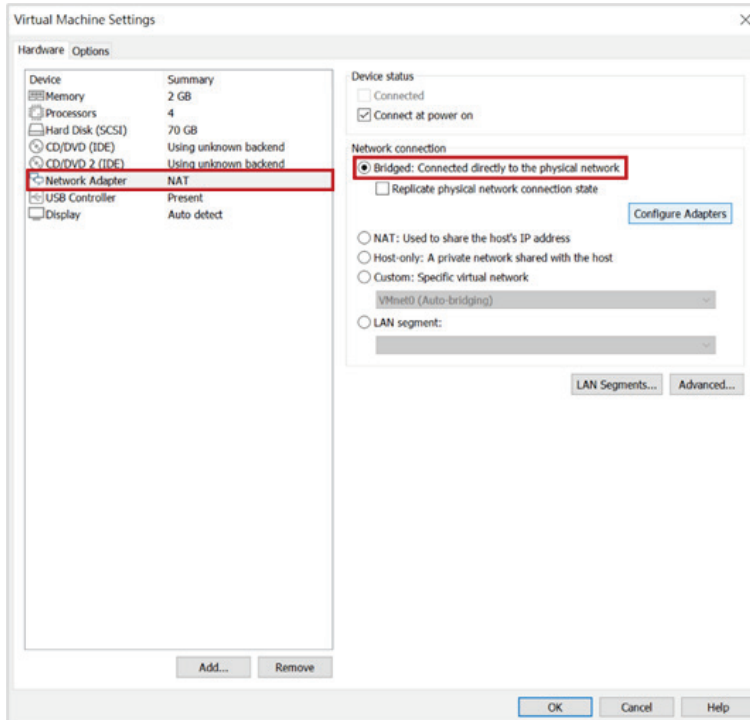 Virtual Machine Settings
Hardware Options
Device Summary
Memory 2 GB
Processors 4
Hard Disk (SCSI) 70 GB
CD/DVD (IDE) Using unknown backend
CD/DVD 2 (IDE) Using unknown backend
Network Adapter NAT
USB Controller Present
Display Auto detect
Add... Remove
Device status
Connected
Connect at power on
Network connection
Bridged: Connected directly to the physical network
Replicate physical network connection state
Configure Adapters
NAT: Used to share the host's IP address
Host-only: A private network shared with the host
Custom: Specific virtual network
VMnet0 (Auto-bridging)
LAN segment:
LAN Segments... Advanced...
OK Cancel Help